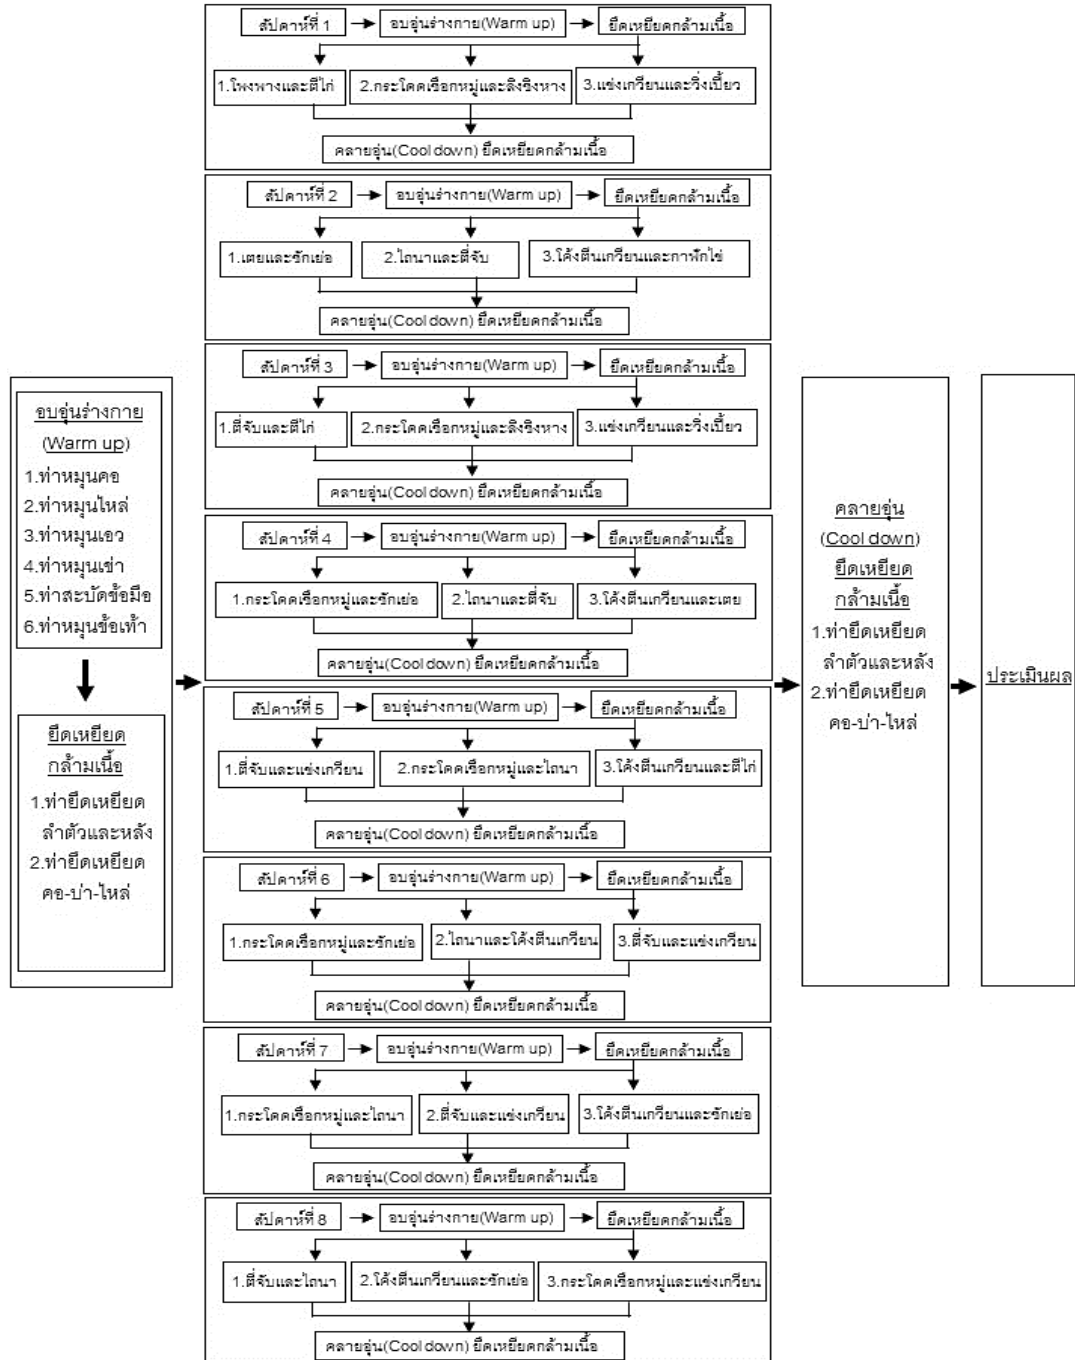 อบอุ่นร่างกาย
(Warm up)
1.ท่าหมุนคอ
2.ท่าหมุนไหล่
3.ท่าหมุนเอว
4.ท่าหมุนเข่า
5.ท่าสะบัดข้อมือ
6.ท่าหมุนข้อเท้า
ยืดเหยียด
กล้ามเนื้อ
1.ท่ายืดเหยียด
ลำตัวและหลัง
2.ท่ายืดเหยียด
คอ-บ่า-ไหล่
สัปดาห์ที่ 1
อบอุ่นร่างกาย(Warm up)
ยืดเหยียดกล้ามเนื้อ
1.โพงพางและตีไก่
2.กระโดดเชือกหมู่และลิงชิงหาง
3.แข่งเกวียนและวิ่งเปี้ยว
คลายอุ่น(Cool down) ยืดเหยียดกล้ามเนื้อ
สัปดาห์ที่ 2
อบอุ่นร่างกาย(Warm up)
ยืดเหยียดกล้ามเนื้อ
1.เตยและชักเย่อ
2.ไถนาและตี่จับ
3.โค้งตีนเกวียนและกาฟักไข่
คลายอุ่น(Cool down) ยืดเหยียดกล้ามเนื้อ
สัปดาห์ที่ 3
อบอุ่นร่างกาย(Warm up)
ยืดเหยียดกล้ามเนื้อ
1.ตี่จับและตีไก่
2.กระโดดเชือกหมู่และลิงชิงหาง
3.แข่งเกวียนและวิ่งเปี้ยว
คลายอุ่น(Cool down) ยืดเหยียดกล้ามเนื้อ
สัปดาห์ที่ 4
อบอุ่นร่างกาย(Warm up)
ยืดเหยียดกล้ามเนื้อ
1.กระโดดเชือกหมู่และชักเย่อ
2.ไถนาและตี่จับ
3.โค้งตีนเกวียนและเตย
คลายอุ่น(Cool down) ยืดเหยียดกล้ามเนื้อ
สัปดาห์ที่ 5
อบอุ่นร่างกาย(Warm up)
ยืดเหยียดกล้ามเนื้อ
1.ตี่จับและแข่งเกวียน
2.กระโดดเชือกหมู่และไถนา
3.โค้งตีนเกวียนและตีไก่
คลายอุ่น(Cool down) ยืดเหยียดกล้ามเนื้อ
สัปดาห์ที่ 6
อบอุ่นร่างกาย(Warm up)
ยืดเหยียดกล้ามเนื้อ
1.กระโดดเชือกหมู่และชักเย่อ
2.ไถนาและโค้งตีนเกวียน
3.ตี่จับและแข่งเกวียน
คลายอุ่น(Cool down) ยืดเหยียดกล้ามเนื้อ
สัปดาห์ที่ 7
อบอุ่นร่างกาย(Warm up)
ยืดเหยียดกล้ามเนื้อ
1.กระโดดเชือกหมู่และไถนา
2.ตี่จับและแข่งเกวียน
3.โค้งตีนเกวียนและชักเย่อ
คลายอุ่น(Cool down) ยืดเหยียดกล้ามเนื้อ
สัปดาห์ที่ 8
อบอุ่นร่างกาย(Warm up)
ยืดเหยียดกล้ามเนื้อ
1.ตี่จับและไถนา
2.โค้งตีนเกวียนและชักเย่อ
3.กระโดดเชือกหมู่และแข่งเกวียน
คลายอุ่น(Cool down) ยืดเหยียดกล้ามเนื้อ
คลายอุ่น
(Cool down)
ยืดเหยียด
กล้ามเนื้อ
1.ท่ายืดเหยียด
ลำตัวและหลัง
2.ท่ายืดเหยียด
คอ-บ่า-ไหล่
ประเมินผล